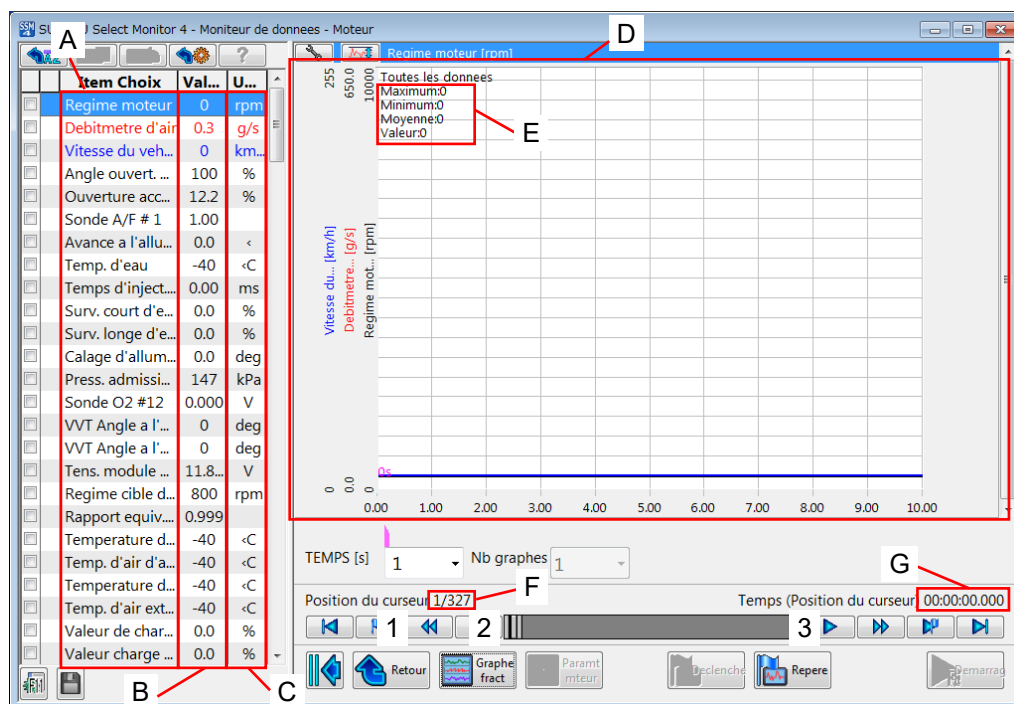 Select Monitor 4 - Moniteur de donnees - Moteur
A
D
?
Regime moteur [rpm]
Item Choix Val... U...
Regime moteur 0 rpm
Debitmetre d'air 0.3 g/s
Vitesse du veh... 0 km...
Angle ouvert. ... 100 %
Ouverture acc... 12.2 %
Sonde A/F # 1 1.00
Avance a l'allu... 0.0 ‹
Temp. d'eau -40 ‹C
Temps d'inject.... 0.00 ms
Surv. court d'e... 0.0 %
Surv. longe d'e... 0.0 %
Calage d'allum... 0.0 deg
Press. admissi... 147 kPa
Sonde O2 #12 0.000 V
VVT Angle a l'... 0 deg
VVT Angle a l'... 0 deg
Tens. module ... 11.8... V
Regime cible d... 800 rpm
Rapport equiv.... 0.999
Temperature d... -40 ‹C
Temp. d'air d'a... -40 ‹C
Temperature d... -40 ‹C
Temp. d'air ext... -40 ‹C
Valeur de char... 0.0 %
Valeur charge ... 0.0 %
B
C
255
650.0
10000
Toutes les donnees
Maximum:0
Minimum:0
Moyenne:0
Valeur:0
E
Vitesse du... [km/h]
Debitmetre... [g/s]
Regime mot... [rpm]
0s
0
0.0
0
0.00 1.00 2.00 3.00 4.00 5.00 6.00 7.00 8.00 9.00 10.00
TEMPS [s] 1 Nb graphes 1
F
G
Position du curseur 1/327 Temps (Position du curseur 00:00:00.000
1 2 3
Retour
Graphe
fract
Paramt
mteur
Declenche
Repere
Demarrag
F11